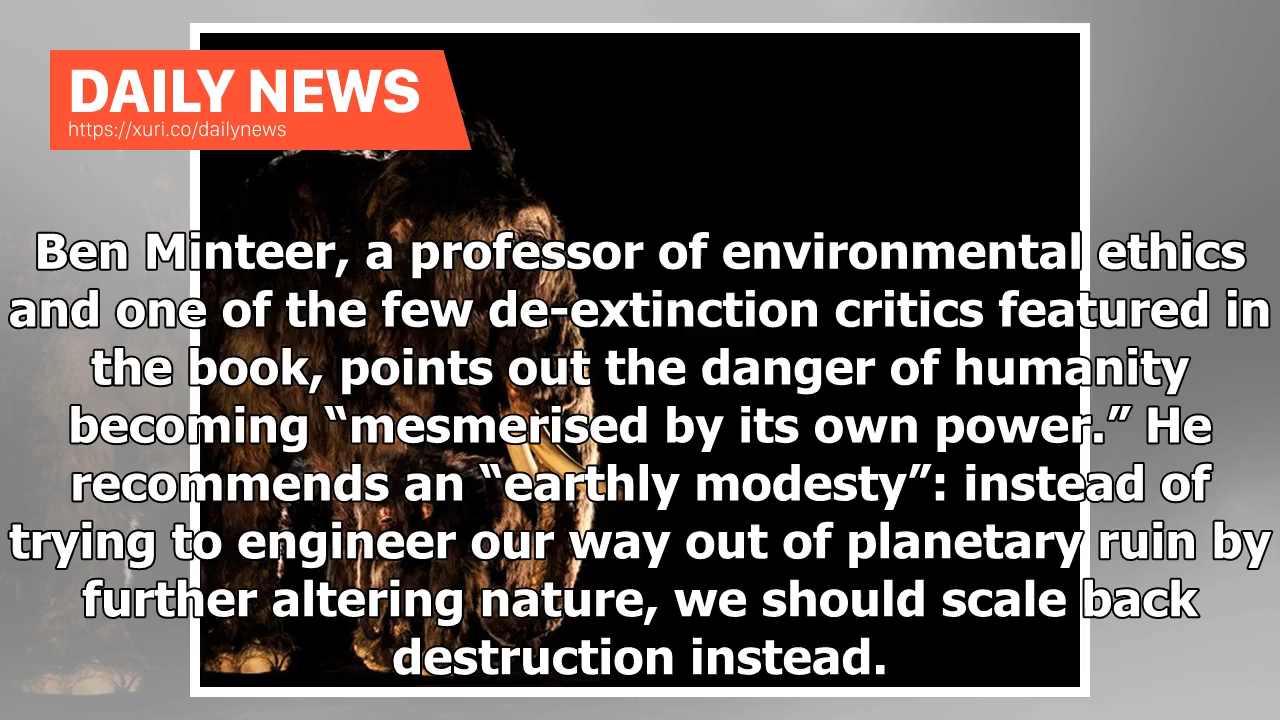 DAILY NEWS
https://xuri.co/dailynews
Ben Minteer, a professor of environmental ethics
and one of the few de-extinction critics featured in
the book, points out the danger of humanity
becoming “mesmerised by its own power.” He
recommends an “earthly modesty”: instead of
trying to engineer our way out of planetary ruin by
further altering nature, we should scale back
destruction instead.